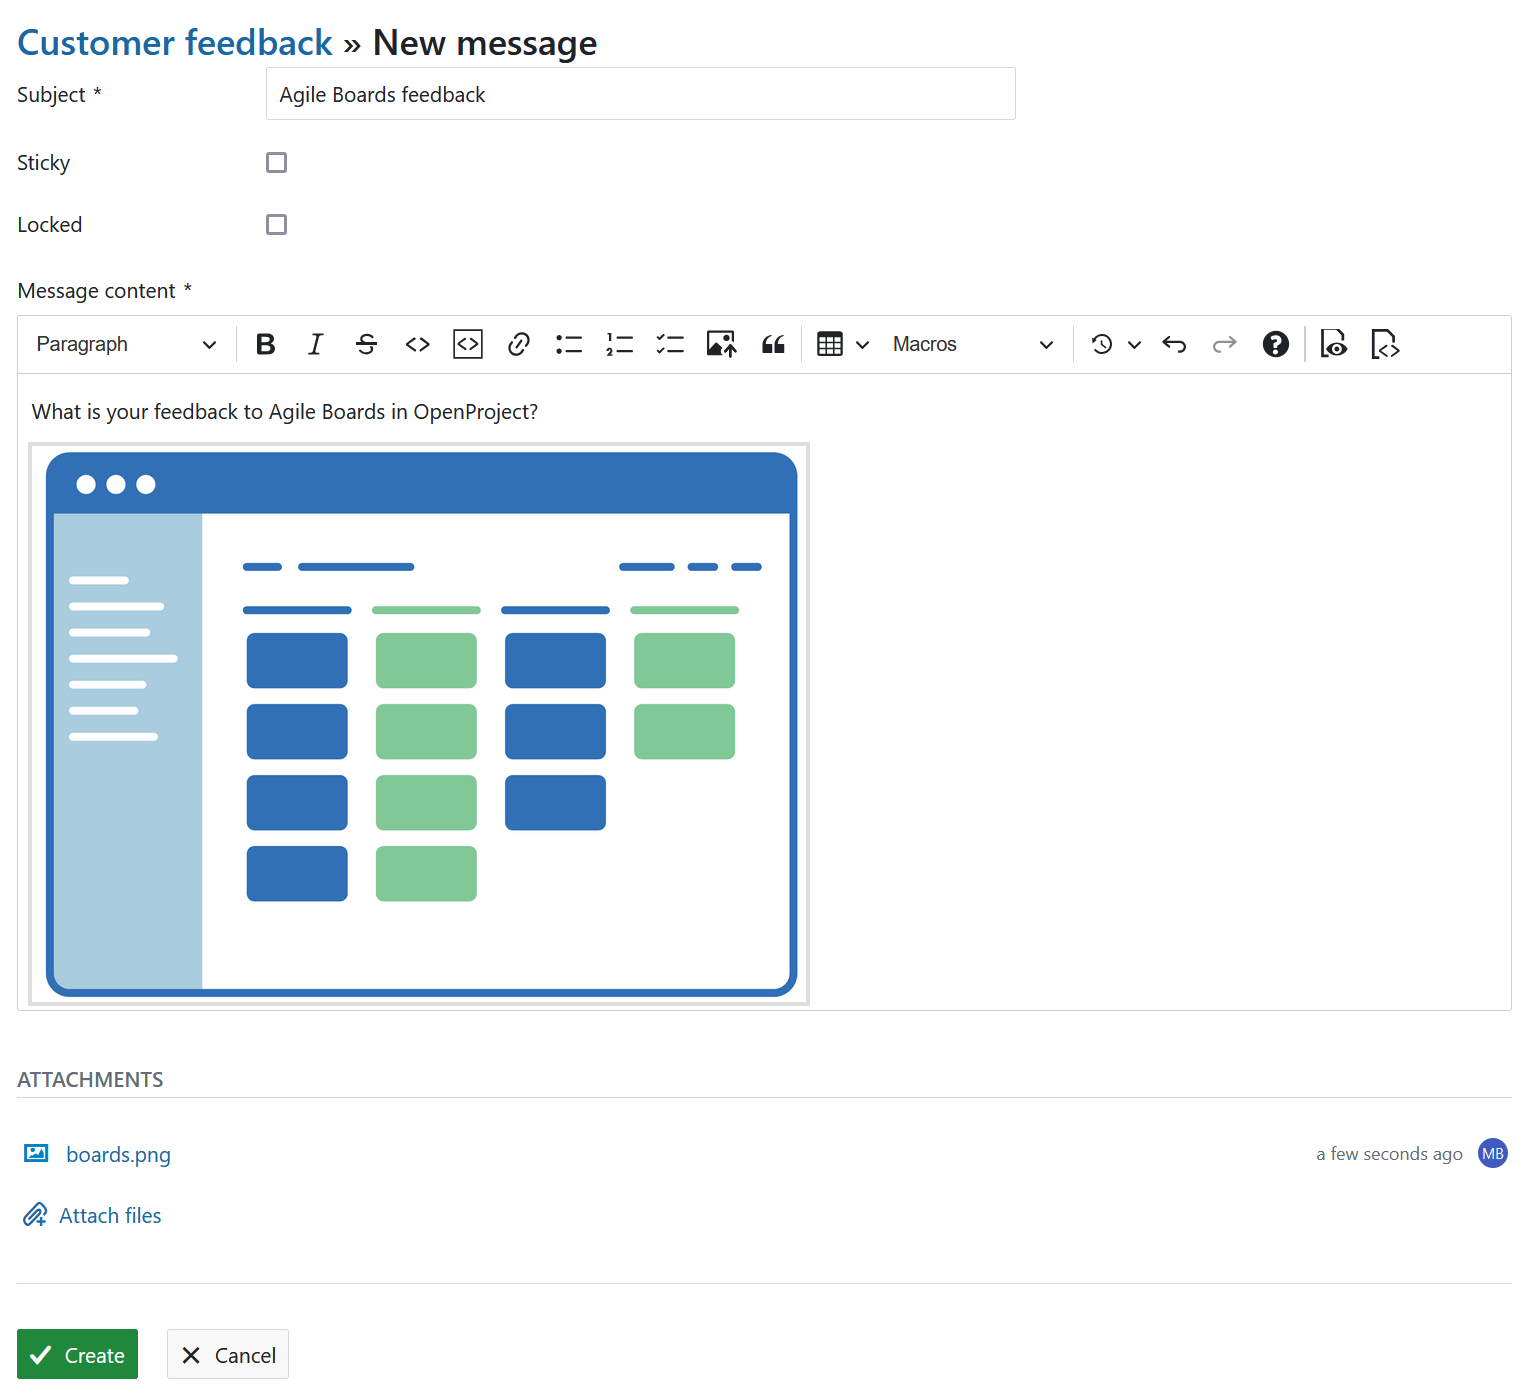 Customer feedback » New message
Subject *
Agile Boards feedback
Sticky
Locked
Message content *
Paragraph
Macros
What is your feedback to Agile Boards in OpenProject?
ATTACHMENTS
boards.png
a few seconds ago MB
Attach files
Create
Cancel